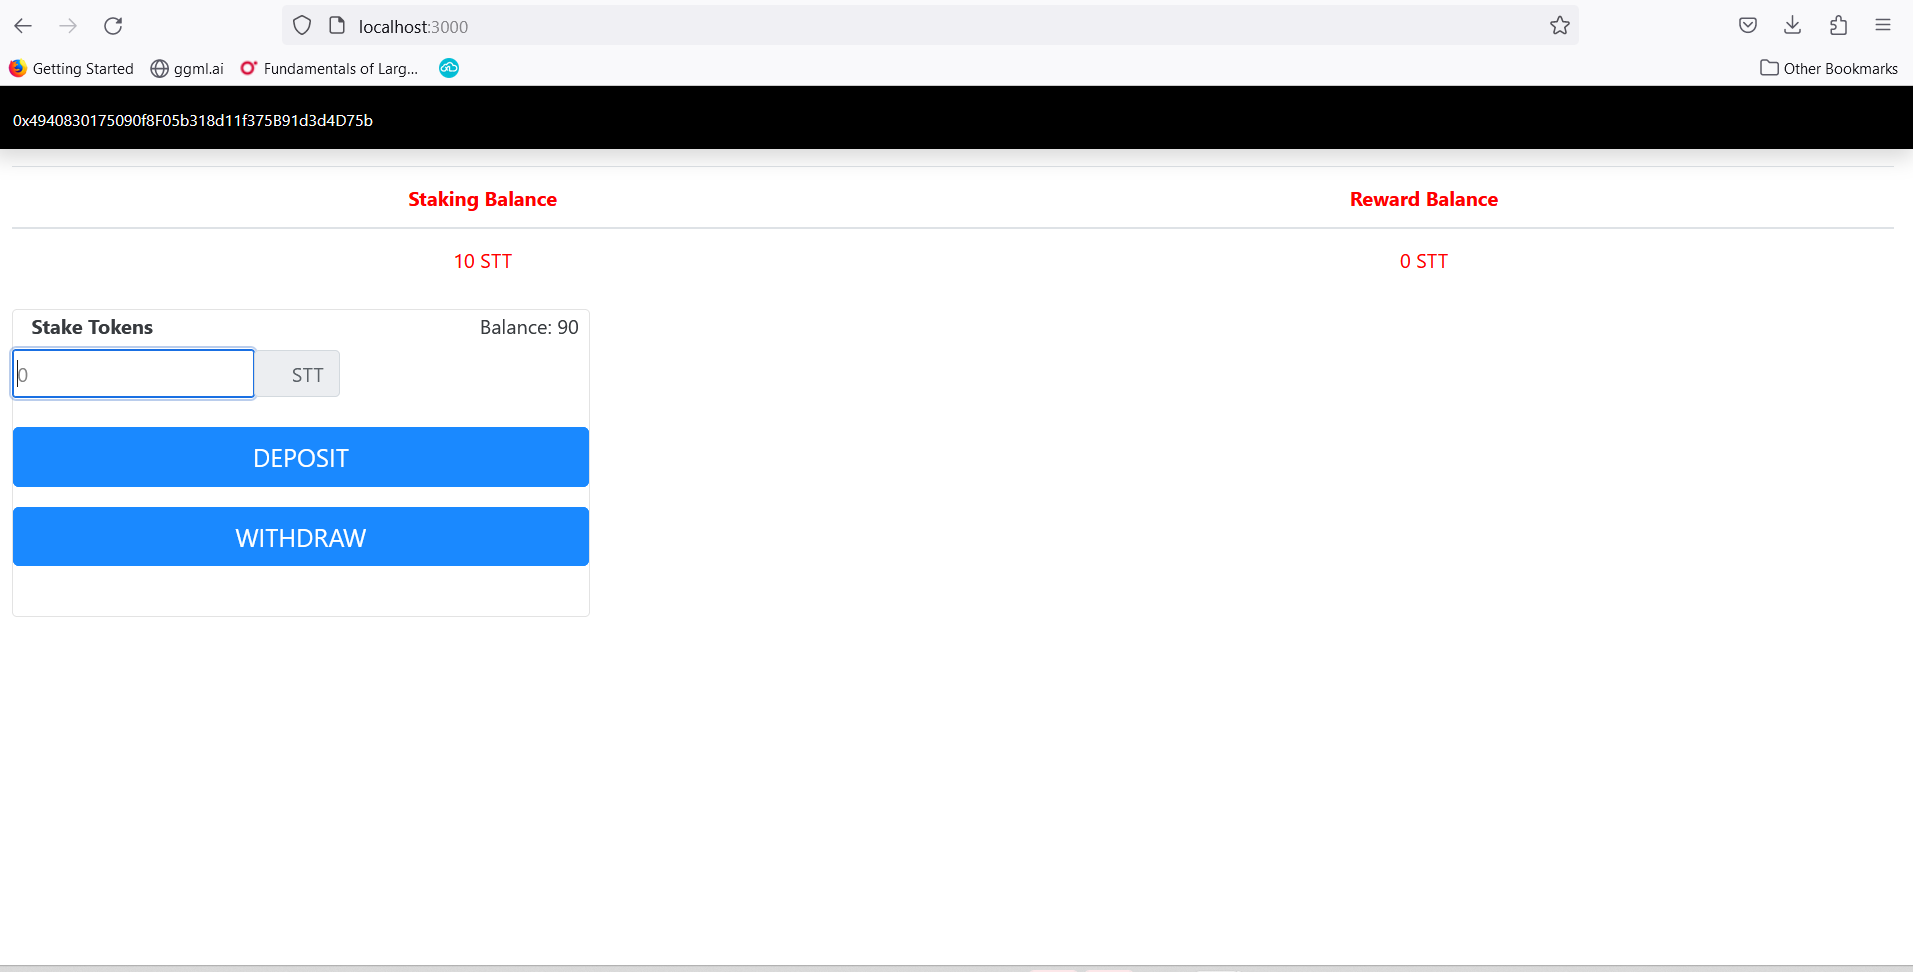 localhost:3000
Getting Started ggml.ai Fundamentals of Larg... Other Bookmarks
0x4940830175090f8F05b318d11f375B91d3d4D75b
Staking Balance Reward Balance
10 STT 0 STT
Stake Tokens Balance: 90
0 STT
DEPOSIT
WITHDRAW